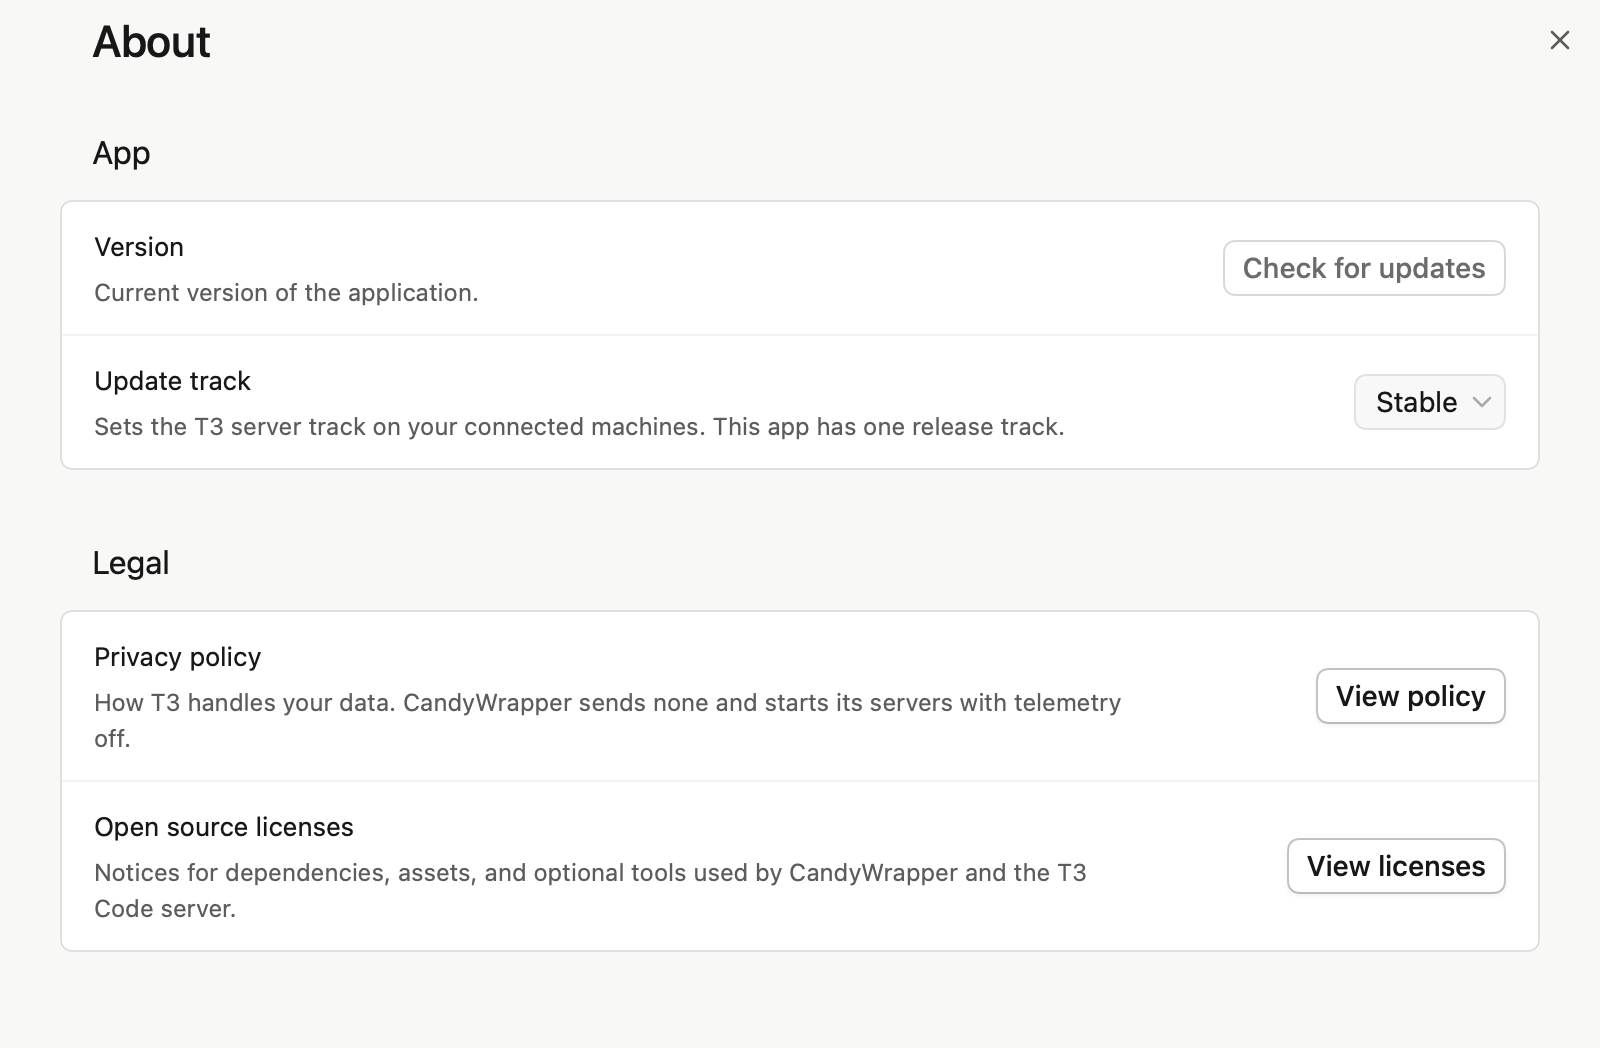 About
App
Version
Current version of the application.
Check for updates
Update track
Sets the T3 server track on your connected machines. This app has one release track.
Stable
Legal
Privacy policy
How T3 handles your data. CandyWrapper sends none and starts its servers with telemetry
off.
View policy
Open source licenses
Notices for dependencies, assets, and optional tools used by CandyWrapper and the T3
Code server.
View licenses